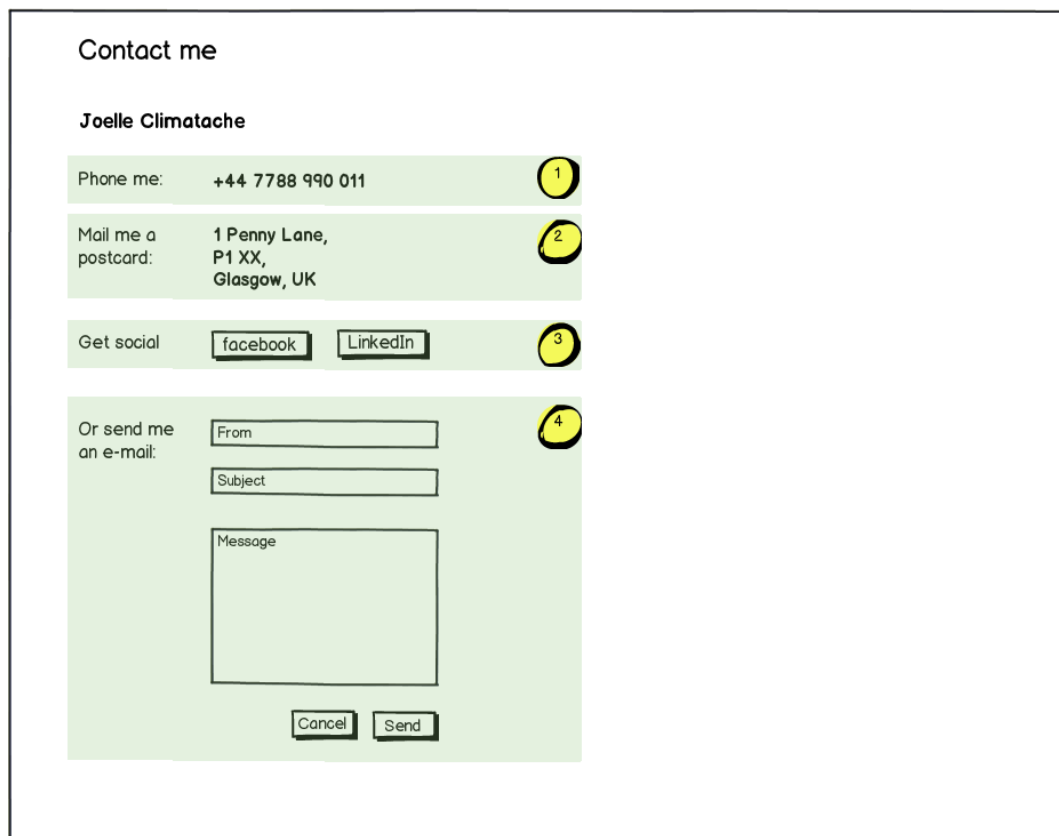 Contact me
Joelle Climatache
Phone me: +44 7788 990 011 1
Mail me a 1 Penny Lane, 2
postcard: P1 XX,
Glasgow, UK
Get social facebook LinkedIn 3
Or send me From 4
an e-mail:
Subject
Message
Cancel Send